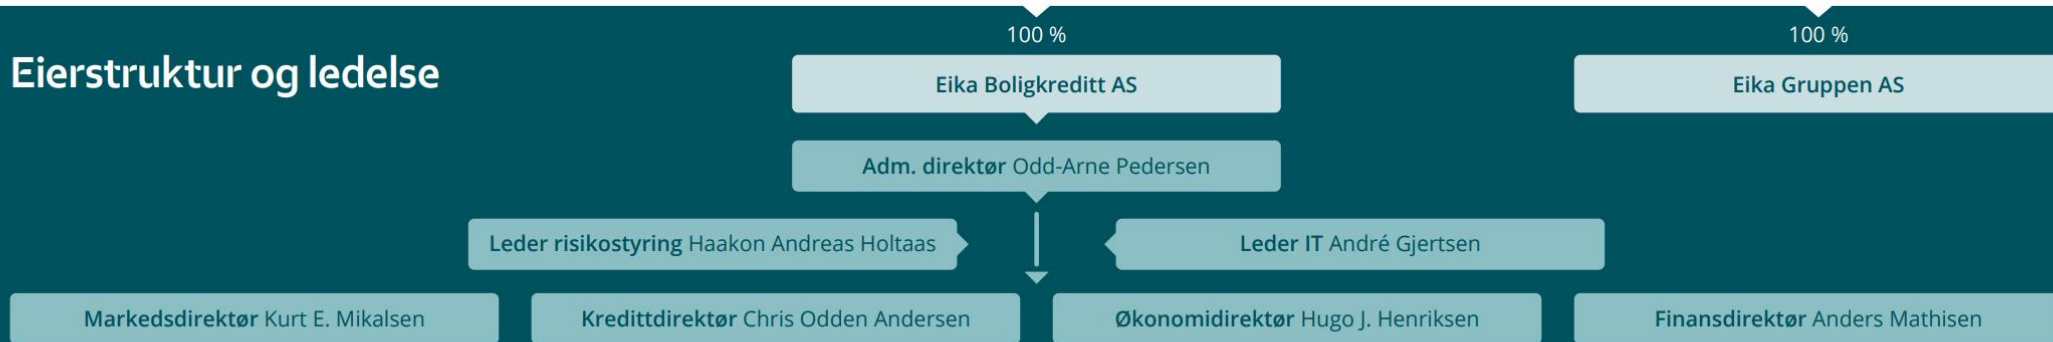 100 %
100 %
Eierstruktur og ledelse
Eika Boligkreditt AS
Eika Gruppen AS
Adm. direktør Odd-Arne Pedersen
Leder risikostyring Haakon Andreas Holtaas
Leder IT André Gjertsen
Markedsdirektør Kurt E. Mikalsen
Kredittdirektør Chris Odden Andersen
Økonomidirektør Hugo J. Henriksen
Finansdirektør Anders Mathisen